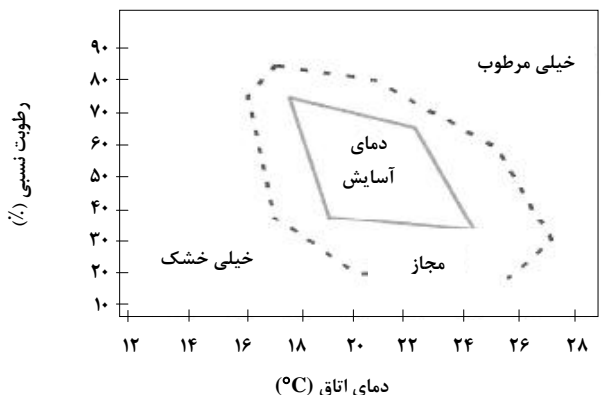 رطوبت نسبی (٪)
۹۰
۸۰
۷۰
۶۰
۵۰
۴۰
۳۰
۲۰
۱۰
خیلی مرطوب
دمای
آسایش
خیلی خشک
مجاز
۱۲ ۱۴ ۱۶ ۱۸ ۲۰ ۲۲ ۲۴ ۲۶ ۲۸
دمای اتاق (°C)